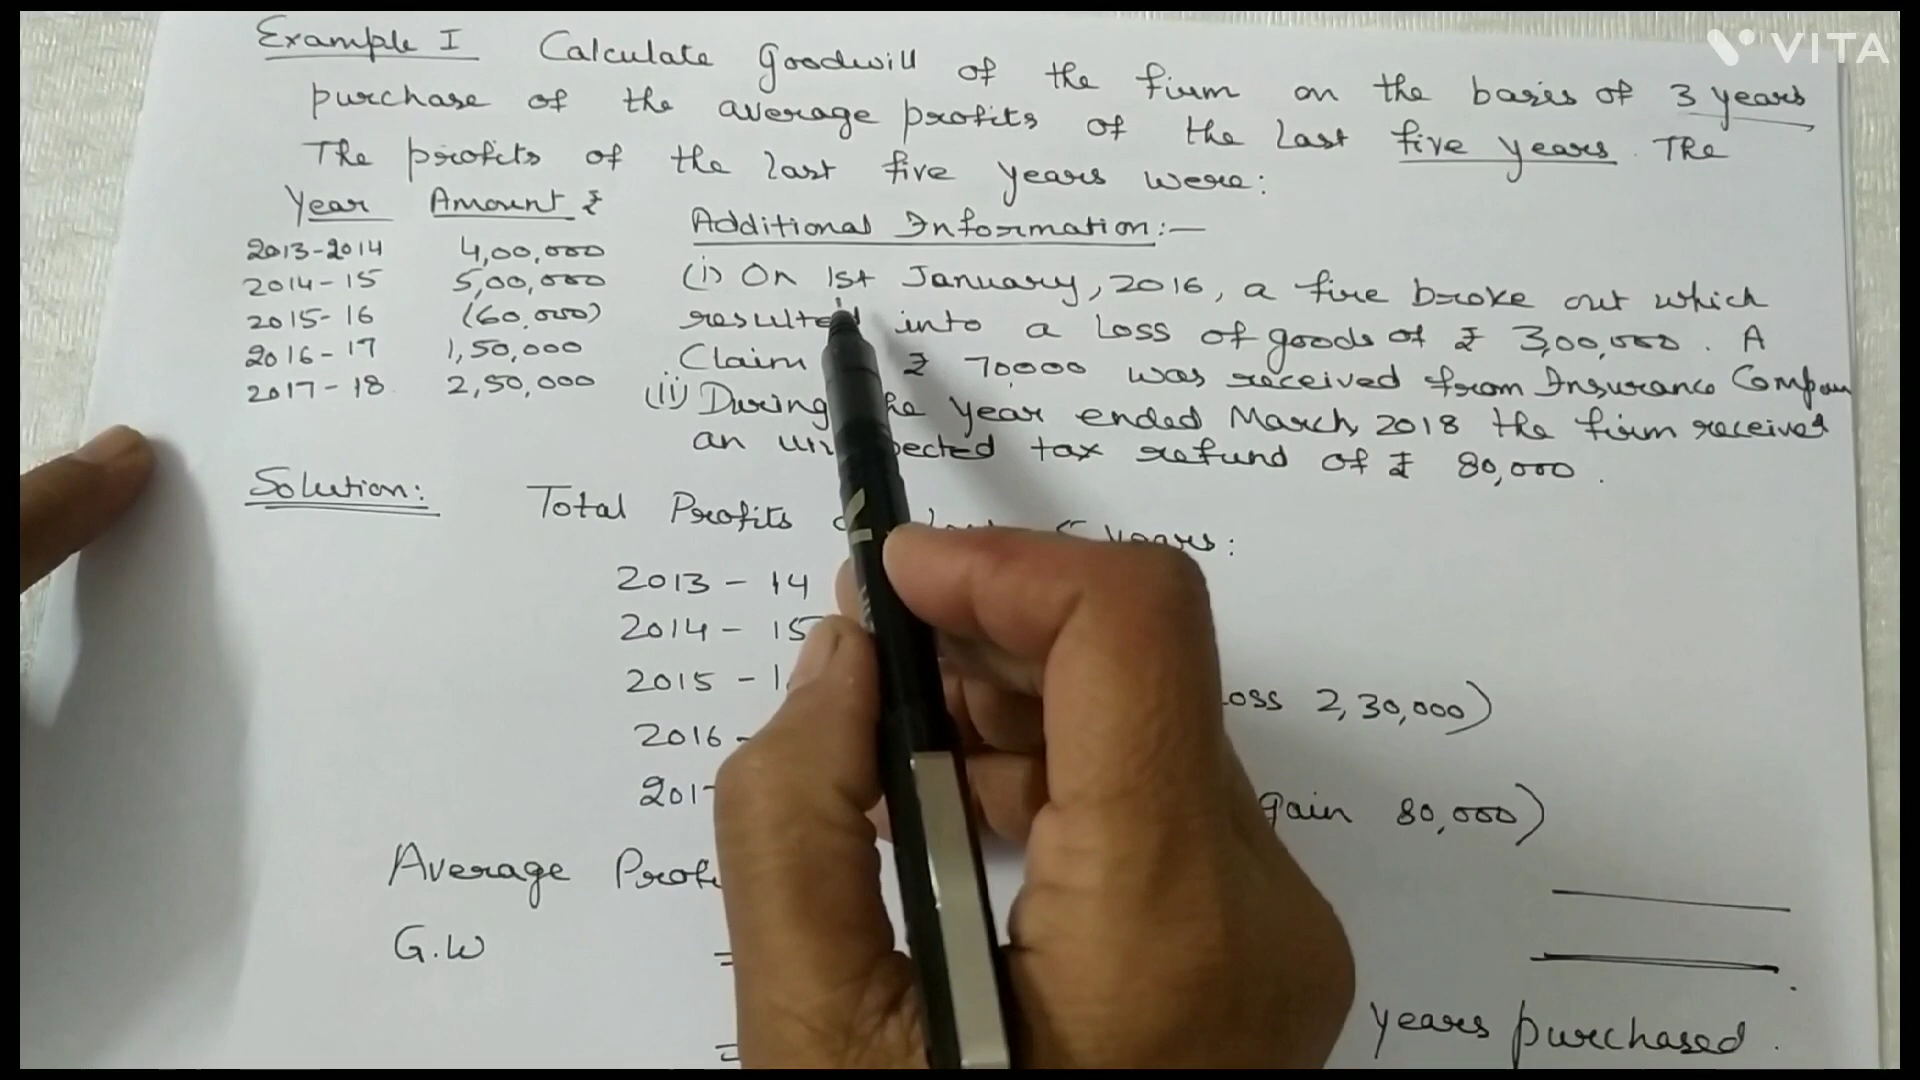 VITA
Example I Calculate Goodwill of the firm on the basis of 3 years
purchase of the average profits of the last five years. The
The profits of the last five years were:
Year Amount ₹
2013-2014 4,00,000
2014-15 5,00,000
2015-16 (60,000)
2016-17 1,50,000
2017-18 2,50,000
Additional Information:-
(i) On 1st January, 2016, a fire broke out which
resulted into a loss of goods of ₹ 3,00,000. A
Claim ₹ 70000 was received from Insurance
(ii) During the year ended March, 2018 the firm received
an tax refund of ₹ 80,000.
Solution:
Total Profits 5 years:
2013-14
2014-15
2015-1
2016-
201
Loss 2,30,000)
gain 80,000)
Average
G.W =
=
years purchased.